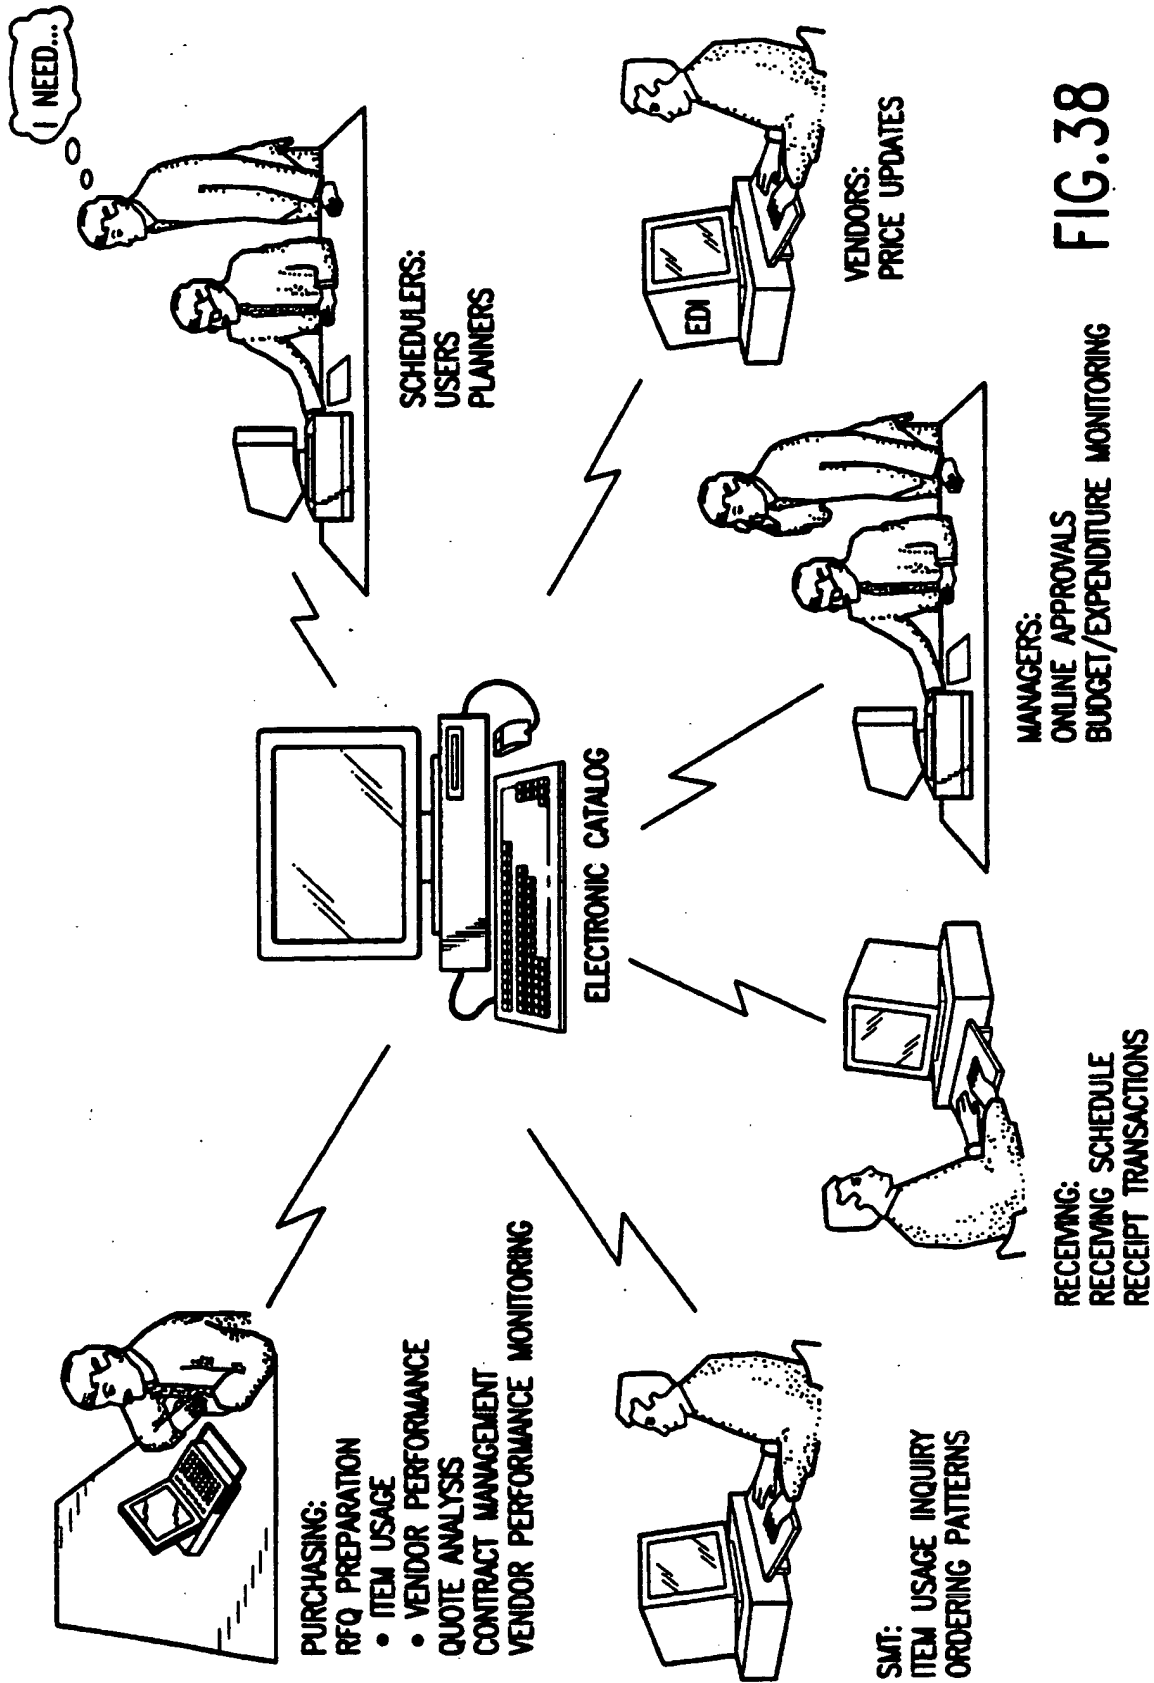 I NEED...
PURCHASING:
RFQ PREPARATION
• ITEM USAGE
• VENDOR PERFORMANCE
QUOTE ANALYSIS
CONTRACT MANAGEMENT
VENDOR PERFORMANCE MONITORING
ELECTRONIC CATALOG
SCHEDULERS:
USERS
PLANNERS
SMT:
ITEM USAGE INQUIRY
ORDERING PATTERNS
RECEIVING:
RECEIVING SCHEDULE
RECEIPT TRANSACTIONS
MANAGERS:
ONLINE APPROVALS
BUDGET/EXPENDITURE MONITORING
EDI
VENDORS:
PRICE UPDATES
FIG.38